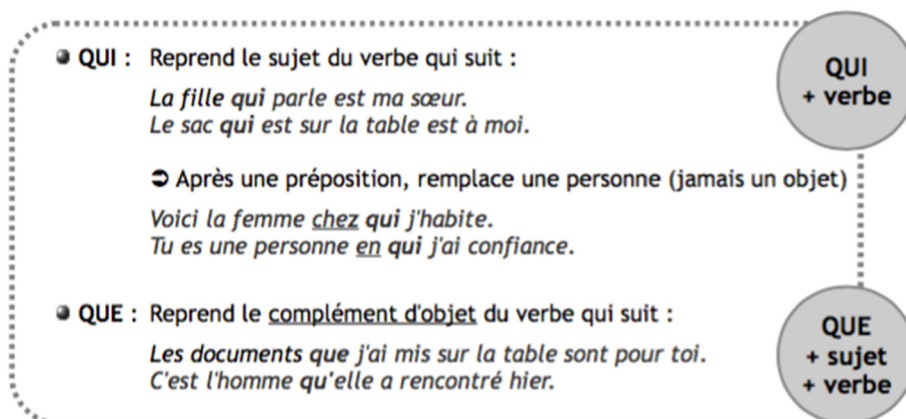 QUI : Reprend le sujet du verbe qui suit :
La fille qui parle est ma sœur.
Le sac qui est sur la table est à moi.
➲ Après une préposition, remplace une personne (jamais un objet)
Voici la femme chez qui j'habite.
Tu es une personne en qui j'ai confiance.
QUI
+ verbe
QUE : Reprend le complément d'objet du verbe qui suit :
Les documents que j'ai mis sur la table sont pour toi.
C'est l'homme qu'elle a rencontré hier.
QUE
+ sujet
+ verbe